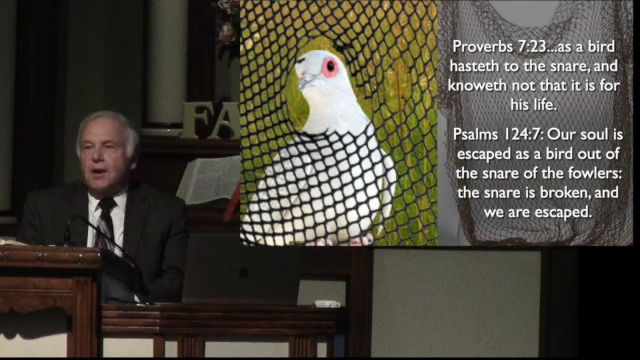 FA
Proverbs 7:23...as a bird
hasteth to the snare, and
knoweth not that it is for
his life.
Psalms 124:7: Our soul is
escaped as a bird out of
the snare of the fowlers:
the snare is broken, and
we are escaped.